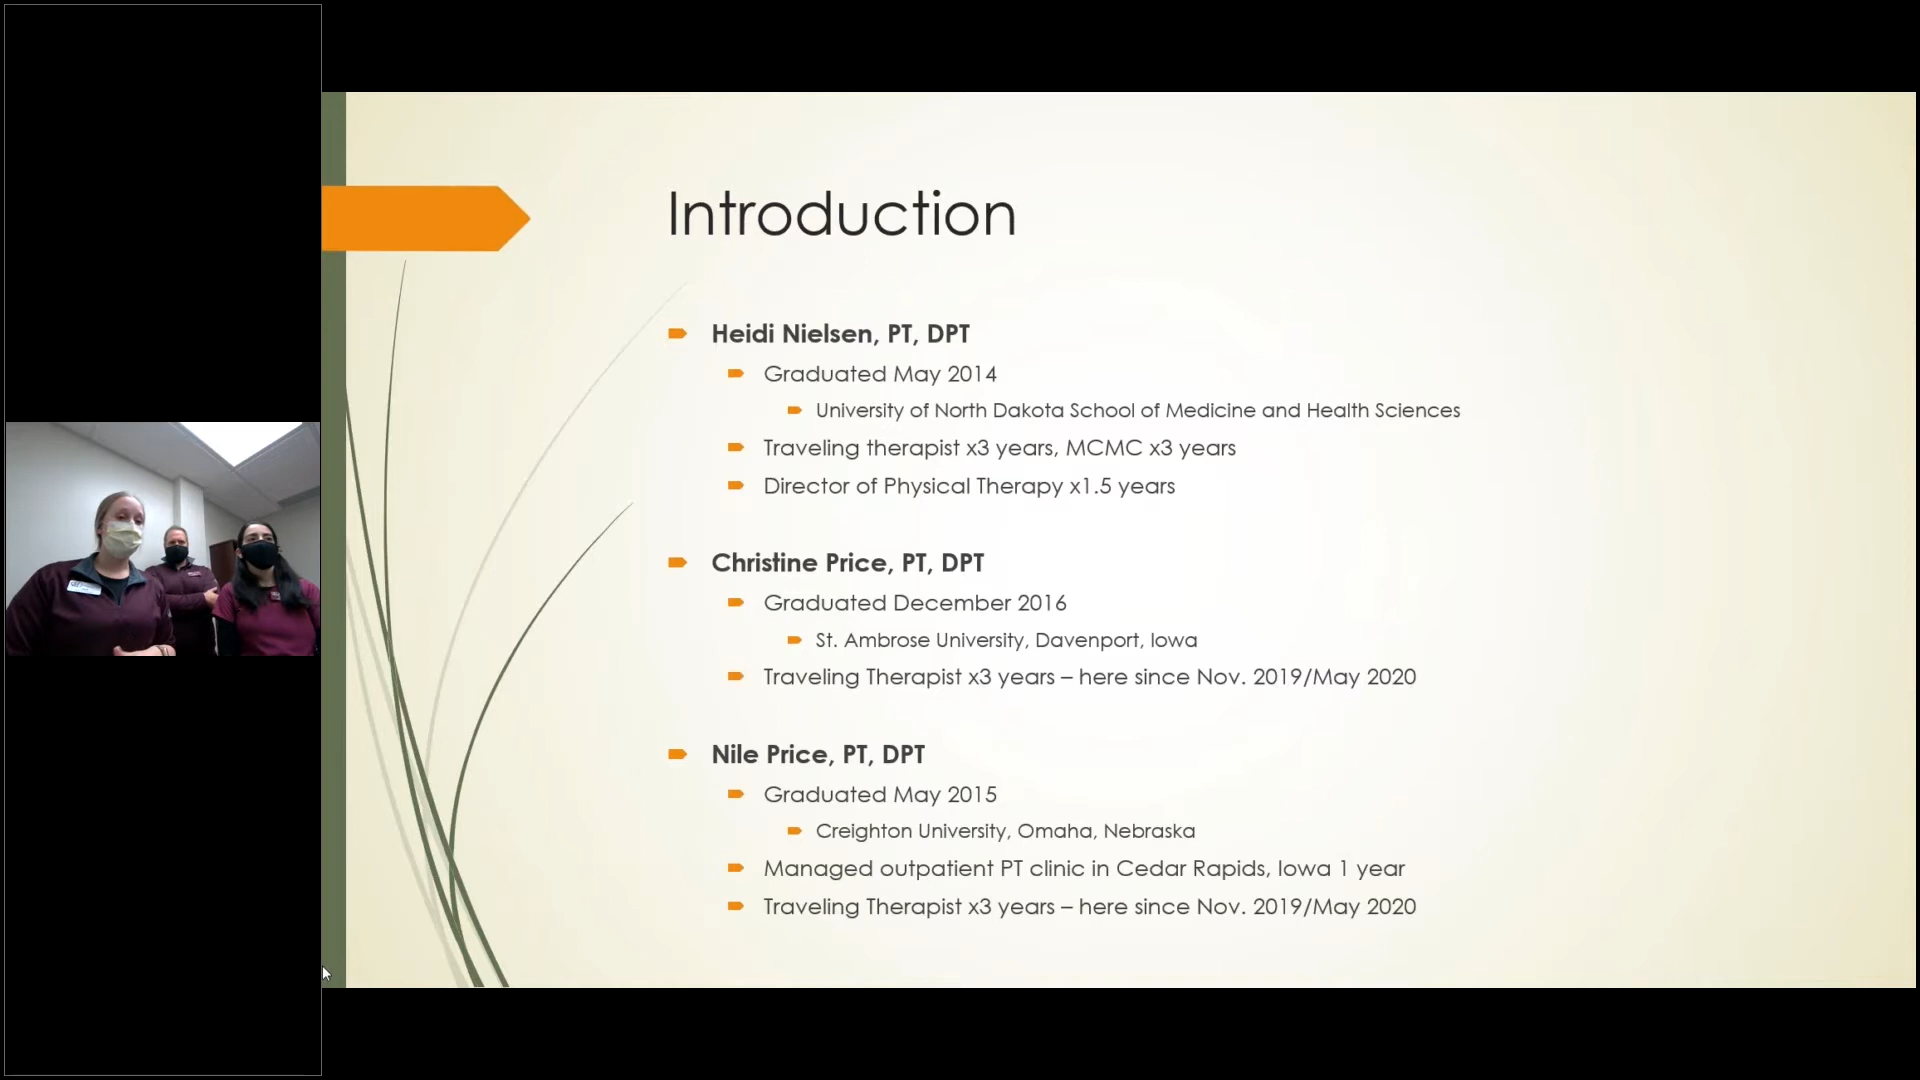 Introduction
Heidi Nielsen, PT, DPT
Graduated May 2014
University of North Dakota School of Medicine and Health Sciences
Traveling therapist x3 years, MCMC x3 years
Director of Physical Therapy x1.5 years
Christine Price, PT, DPT
Graduated December 2016
St. Ambrose University, Davenport, Iowa
Traveling Therapist x3 years – here since Nov. 2019/May 2020
Nile Price, PT, DPT
Graduated May 2015
Creighton University, Omaha, Nebraska
Managed outpatient PT clinic in Cedar Rapids, Iowa 1 year
Traveling Therapist x3 years – here since Nov. 2019/May 2020